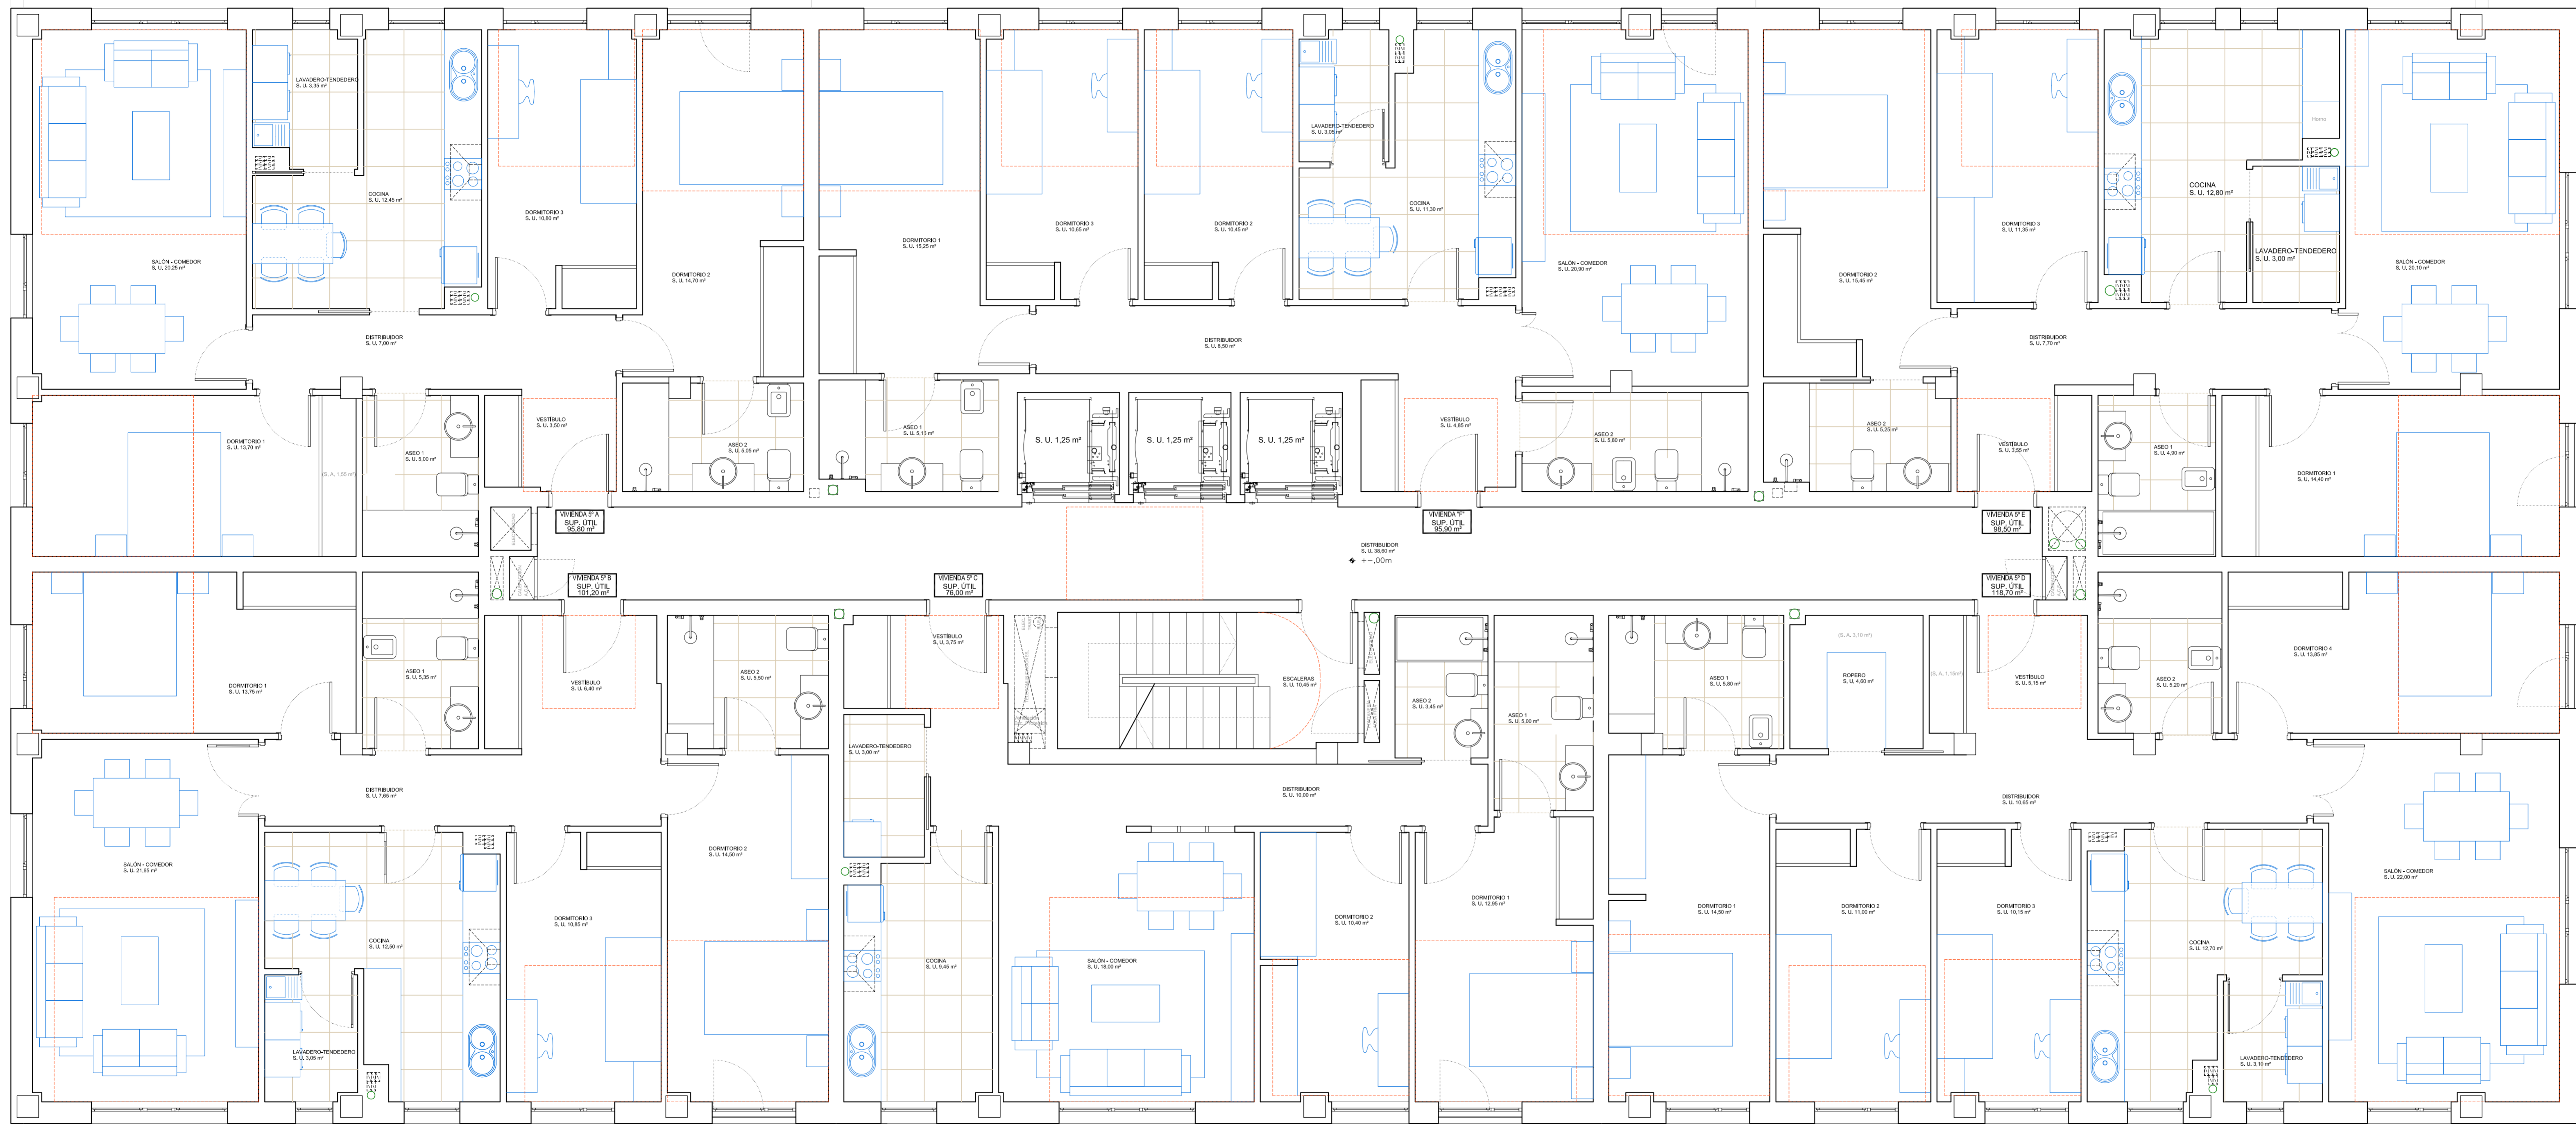 LAVADERO-TENDEDERO
S. U. 3,35 m²
COCINA
S. U. 12,45 m²
DORMITORIO 3
S. U. 10,80 m²
SALÓN - COMEDOR
S. U. 20,25 m²
DORMITORIO 2
S. U. 14,70 m²
DISTRIBUIDOR
S. U. 7,00 m²
DORMITORIO 1
S. U. 13,70 m²
(S. A. 1,55 m²)
ASEO 1
S. U. 5,00 m²
VESTÍBULO
S. U. 3,50 m²
ASEO 2
S. U. 5,05 m²
VIVIENDA 5º A
SUP. ÚTIL
95,80 m²
DORMITORIO 1
S. U. 15,25 m²
DORMITORIO 3
S. U. 10,65 m²
DORMITORIO 2
S. U. 10,45 m²
LAVADERO-TENDEDERO
S. U. 3,05 m²
COCINA
S. U. 11,30 m²
SALÓN - COMEDOR
S. U. 20,90 m²
DISTRIBUIDOR
S. U. 8,50 m²
ASEO 1
S. U. 5,15 m²
S. U. 1,25 m²
S. U. 1,25 m²
S. U. 1,25 m²
VESTÍBULO
S. U. 4,85 m²
ASEO 2
S. U. 5,80 m²
VIVIENDA "F"
SUP. ÚTIL
95,90 m²
DORMITORIO 2
S. U. 15,45 m²
DORMITORIO 3
S. U. 11,35 m²
Horno
COCINA
S. U. 12,80 m²
LAVADERO-TENDEDERO
S. U. 3,00 m²
SALÓN - COMEDOR
S. U. 20,10 m²
DISTRIBUIDOR
S. U. 7,70 m²
ASEO 2
S. U. 5,25 m²
VESTÍBULO
S. U. 3,55 m²
ASEO 1
S. U. 4,90 m²
DORMITORIO 1
S. U. 14,40 m²
VIVIENDA 5º E
SUP. ÚTIL
98,50 m²
DISTRIBUIDOR
S. U. 38,60 m²
+-,00m
VIVIENDA 5º B
SUP. ÚTIL
101,20 m²
VIVIENDA 5º C
SUP. ÚTIL
76,00 m²
VIVIENDA 5º D
SUP. ÚTIL
118,70 m²
DORMITORIO 1
S. U. 13,75 m²
ASEO 1
S. U. 5,35 m²
VESTÍBULO
S. U. 6,40 m²
ASEO 2
S. U. 5,50 m²
DISTRIBUIDOR
S. U. 7,65 m²
SALÓN - COMEDOR
S. U. 21,65 m²
COCINA
S. U. 12,50 m²
LAVADERO-TENDEDERO
S. U. 3,05 m²
DORMITORIO 3
S. U. 10,85 m²
DORMITORIO 2
S. U. 14,50 m²
VESTÍBULO
S. U. 3,75 m²
LAVADERO-TENDEDERO
S. U. 3,00 m²
ESCALERAS
S. U. 10,45 m²
ASEO 2
S. U. 3,45 m²
ASEO 1
S. U. 5,00 m²
DISTRIBUIDOR
S. U. 10,00 m²
COCINA
S. U. 9,45 m²
SALÓN - COMEDOR
S. U. 18,00 m²
DORMITORIO 2
S. U. 10,40 m²
DORMITORIO 1
S. U. 12,95 m²
ASEO 1
S. U. 5,80 m²
(S. A. 3,10 m²)
ROPERO
S. U. 4,60 m²
(S. A. 1,15m²)
VESTÍBULO
S. U. 5,15 m²
ASEO 2
S. U. 5,20 m²
DORMITORIO 4
S. U. 13,85 m²
DISTRIBUIDOR
S. U. 10,65 m²
DORMITORIO 1
S. U. 14,50 m²
DORMITORIO 2
S. U. 11,00 m²
DORMITORIO 3
S. U. 10,15 m²
COCINA
S. U. 12,70 m²
LAVADERO-TENDEDERO
S. U. 3,10 m²
SALÓN - COMEDOR
S. U. 22,00 m²